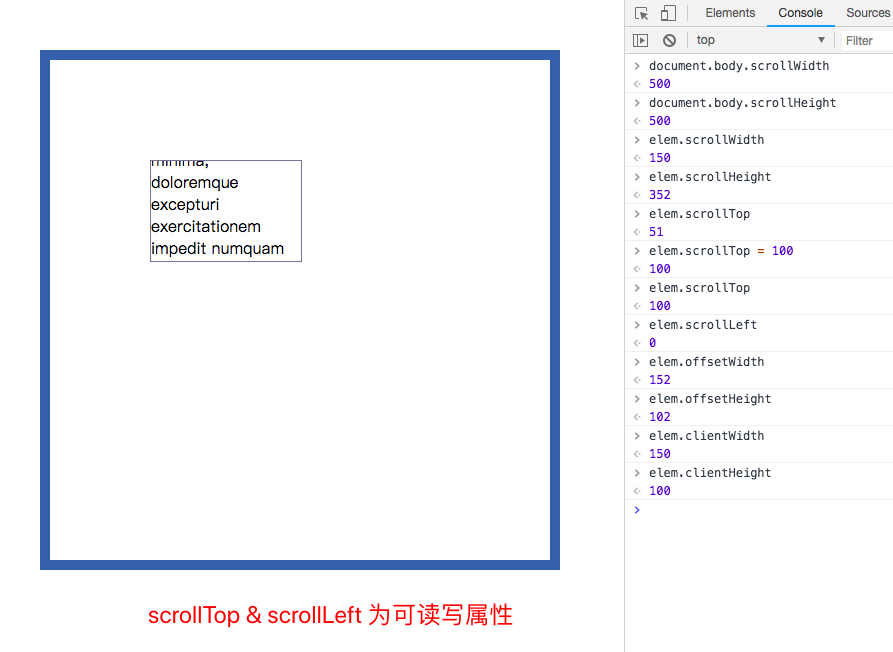 Elements Console Sources
top Filter
minima,
doloremque
excepturi
exercitationem
impedit numquam
scrollTop & scrollLeft 为可读写属性
> document.body.scrollWidth
500
> document.body.scrollHeight
500
> elem.scrollWidth
150
> elem.scrollHeight
352
> elem.scrollTop
51
> elem.scrollTop = 100
100
> elem.scrollTop
100
> elem.scrollLeft
0
> elem.offsetWidth
152
> elem.offsetHeight
102
> elem.clientWidth
150
> elem.clientHeight
100
>